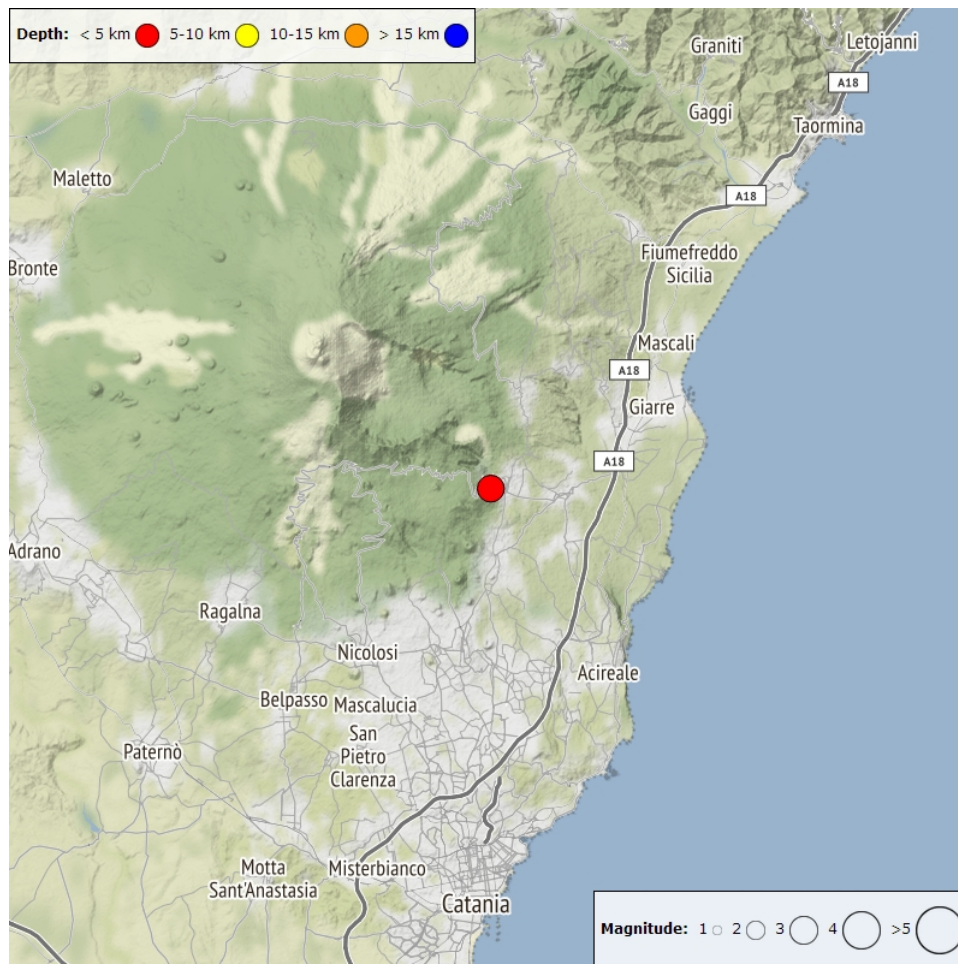 Depth: < 5 km 5-10 km 10-15 km > 15 km
Graniti
Letojanni
A18
Gaggi
Taormina
Maletto
A18
Fiumefreddo
Sicilia
Bronte
Mascali
A18
Giarre
A18
Adrano
Ragalna
Nicolosi
Acireale
Belpasso
Mascalucia
San
Pietro
Clarenza
Paternò
Motta
Sant'Anastasia
Misterbianco
Catania
Magnitude: 1 2 3 4 >5